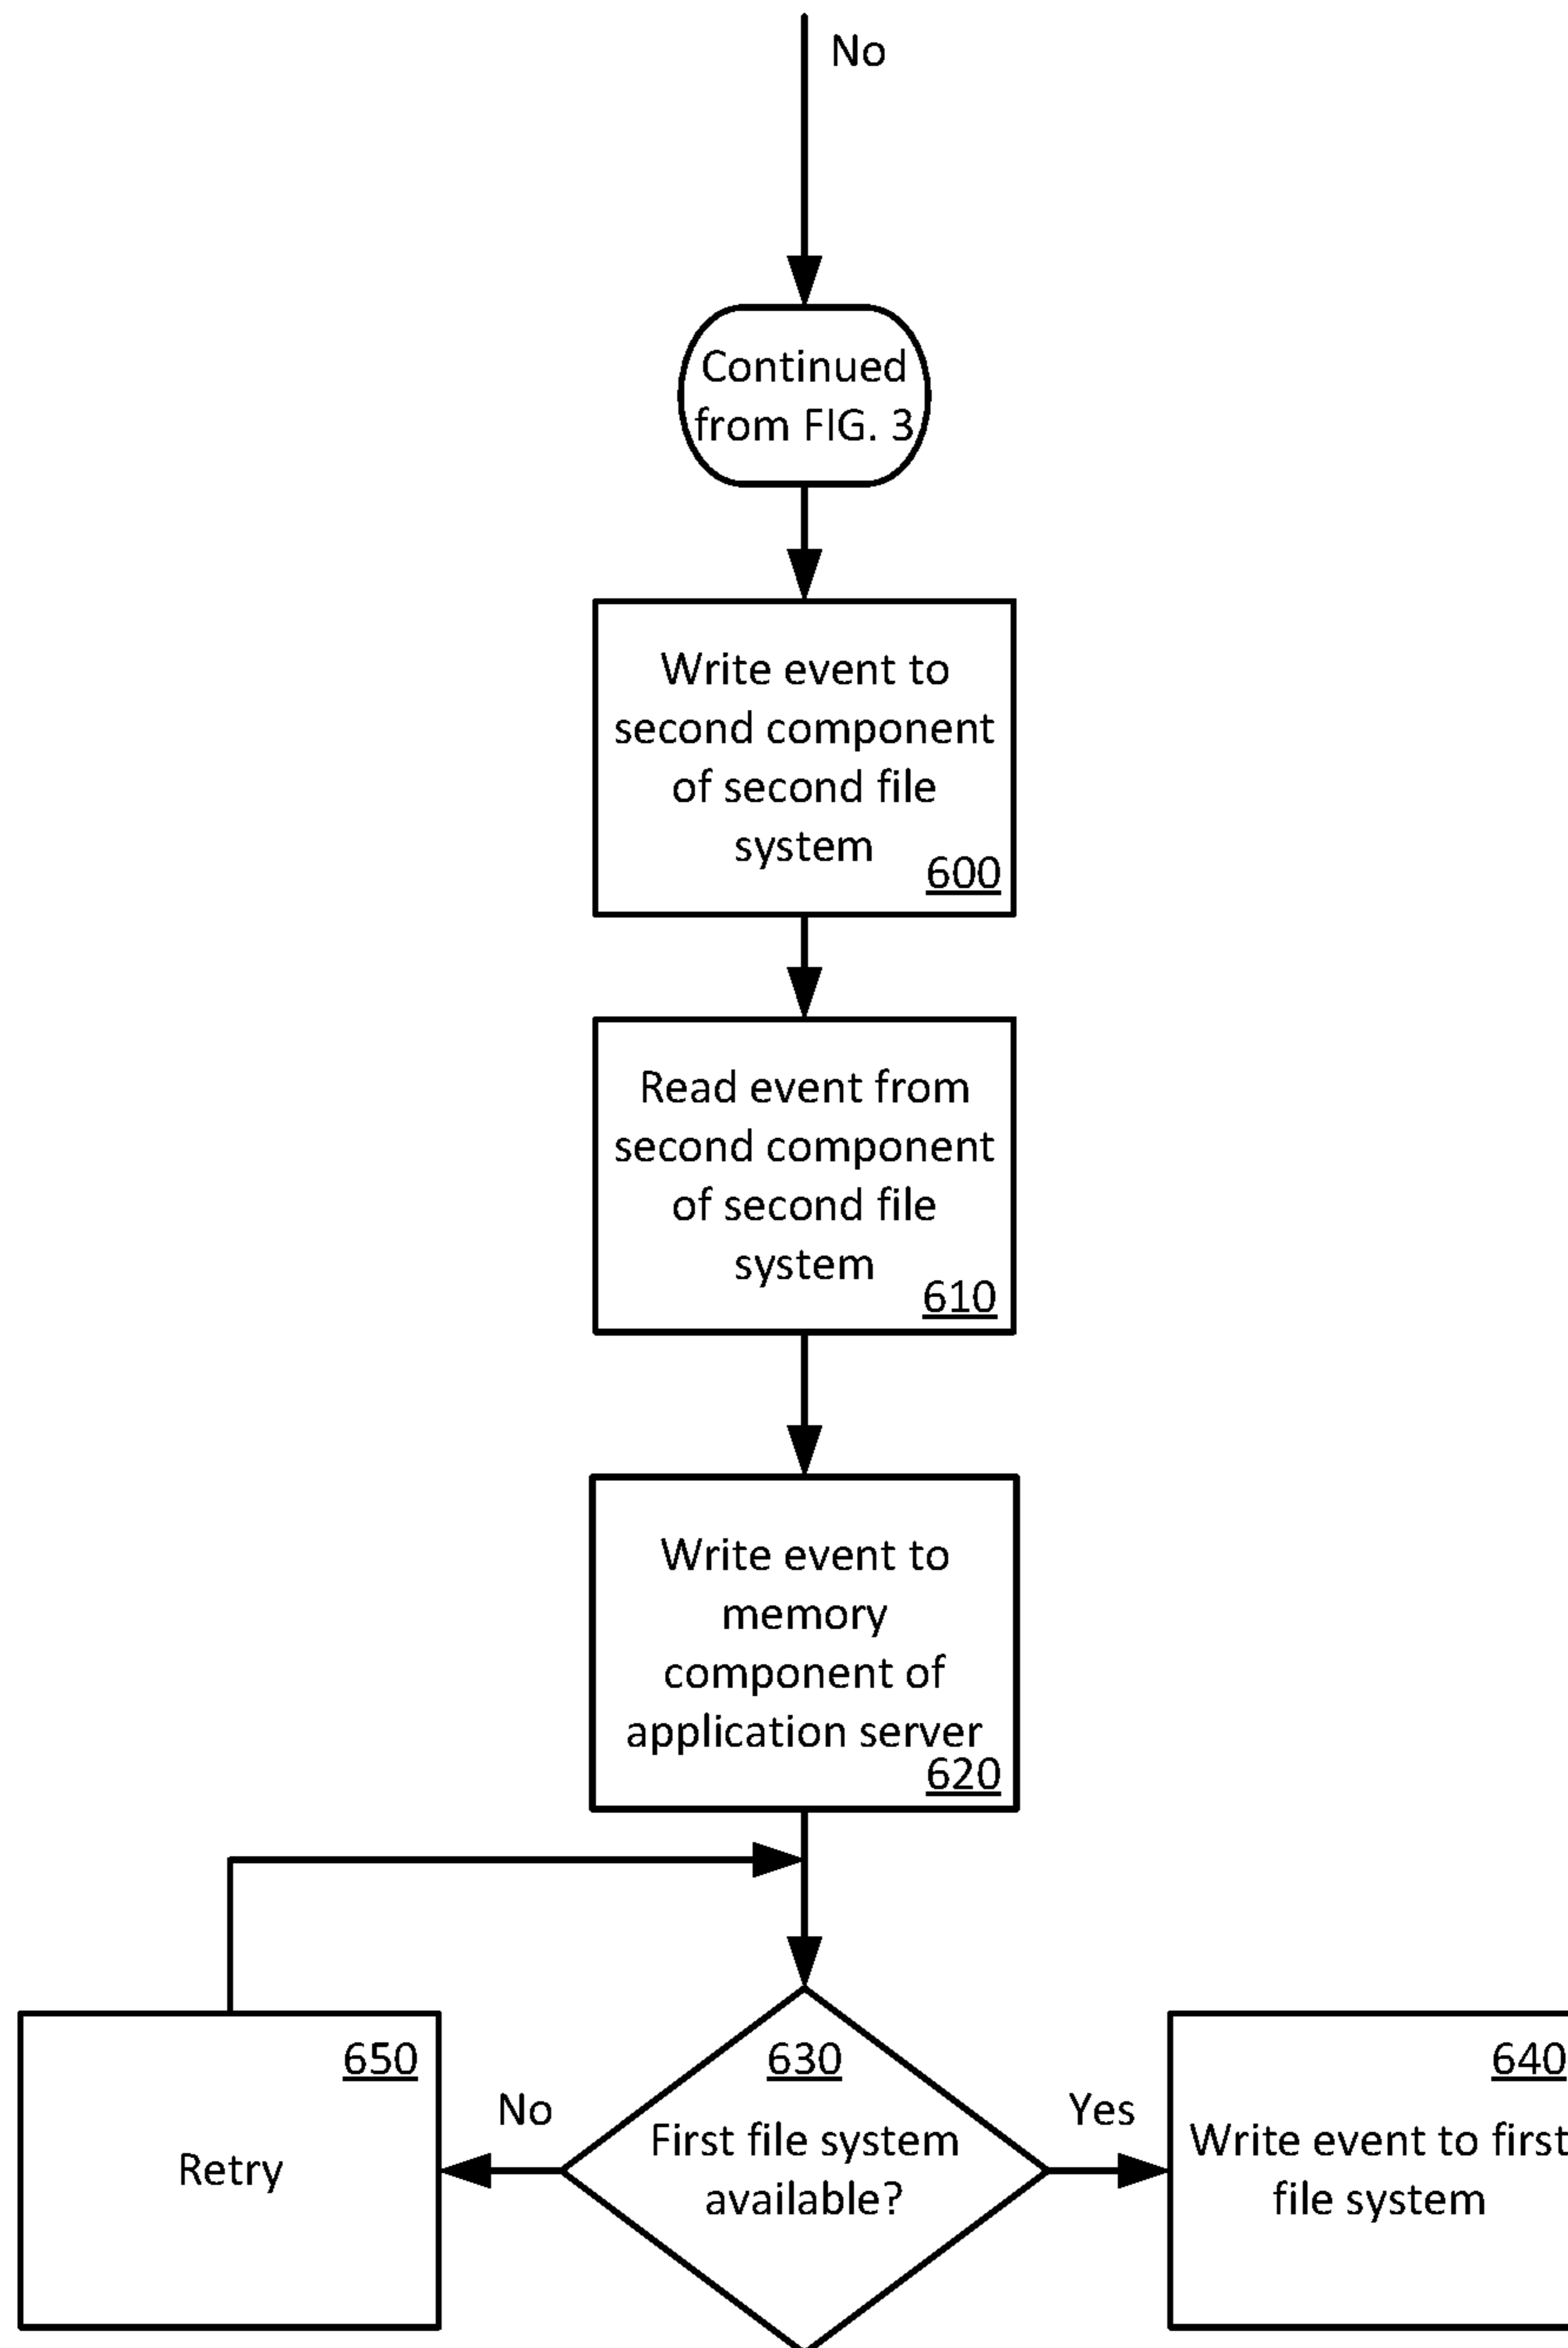 No
Continued
from FIG. 3
Write event to
second component
of second file
system
600
Read event from
second component
of second file
system
610
Write event to
memory
component of
application server
620
650
Retry
No
630
First file system
available?
Yes
640
Write event to first
file system